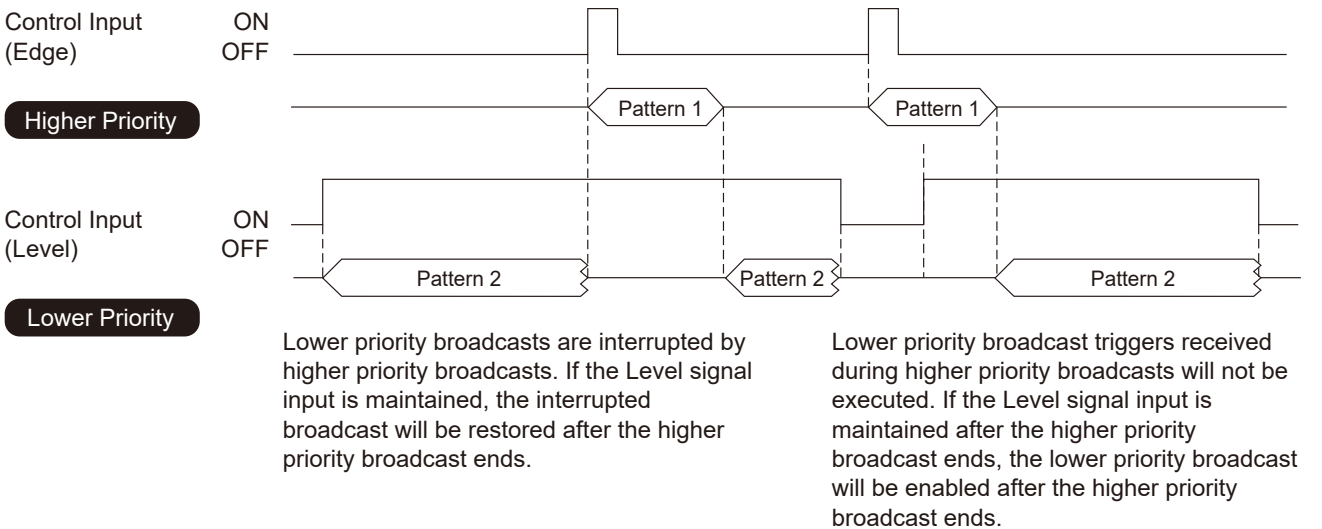 Control Input ON
(Edge) OFF
Higher Priority
Pattern 1 Pattern 1
Control Input ON
(Level) OFF
Pattern 2 Pattern 2 Pattern 2
Lower Priority
Lower priority broadcasts are interrupted by
higher priority broadcasts. If the Level signal
input is maintained, the interrupted
broadcast will be restored after the higher
priority broadcast ends.
Lower priority broadcast triggers received
during higher priority broadcasts will not be
executed. If the Level signal input is
maintained after the higher priority
broadcast ends, the lower priority broadcast
will be enabled after the higher priority
broadcast ends.